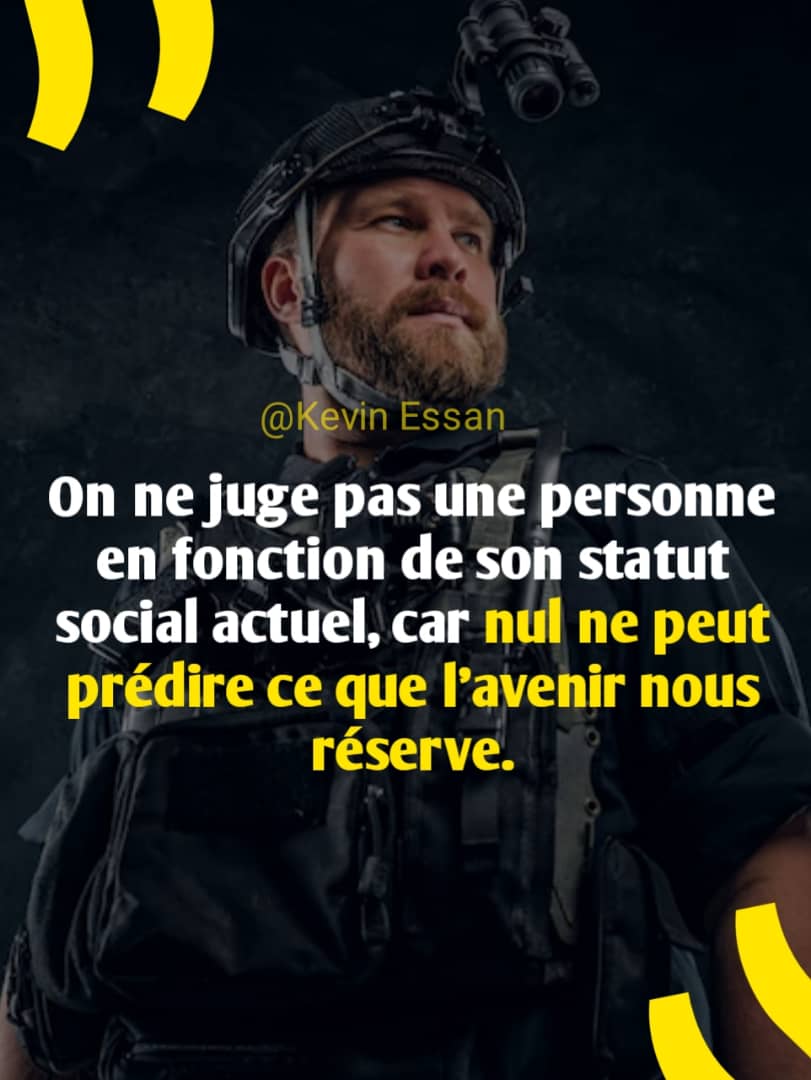 @Kevin Essan
On ne juge pas une personne
en fonction de son statut
social actuel, car nul ne peut
prédire ce que l’avenir nous
réserve.